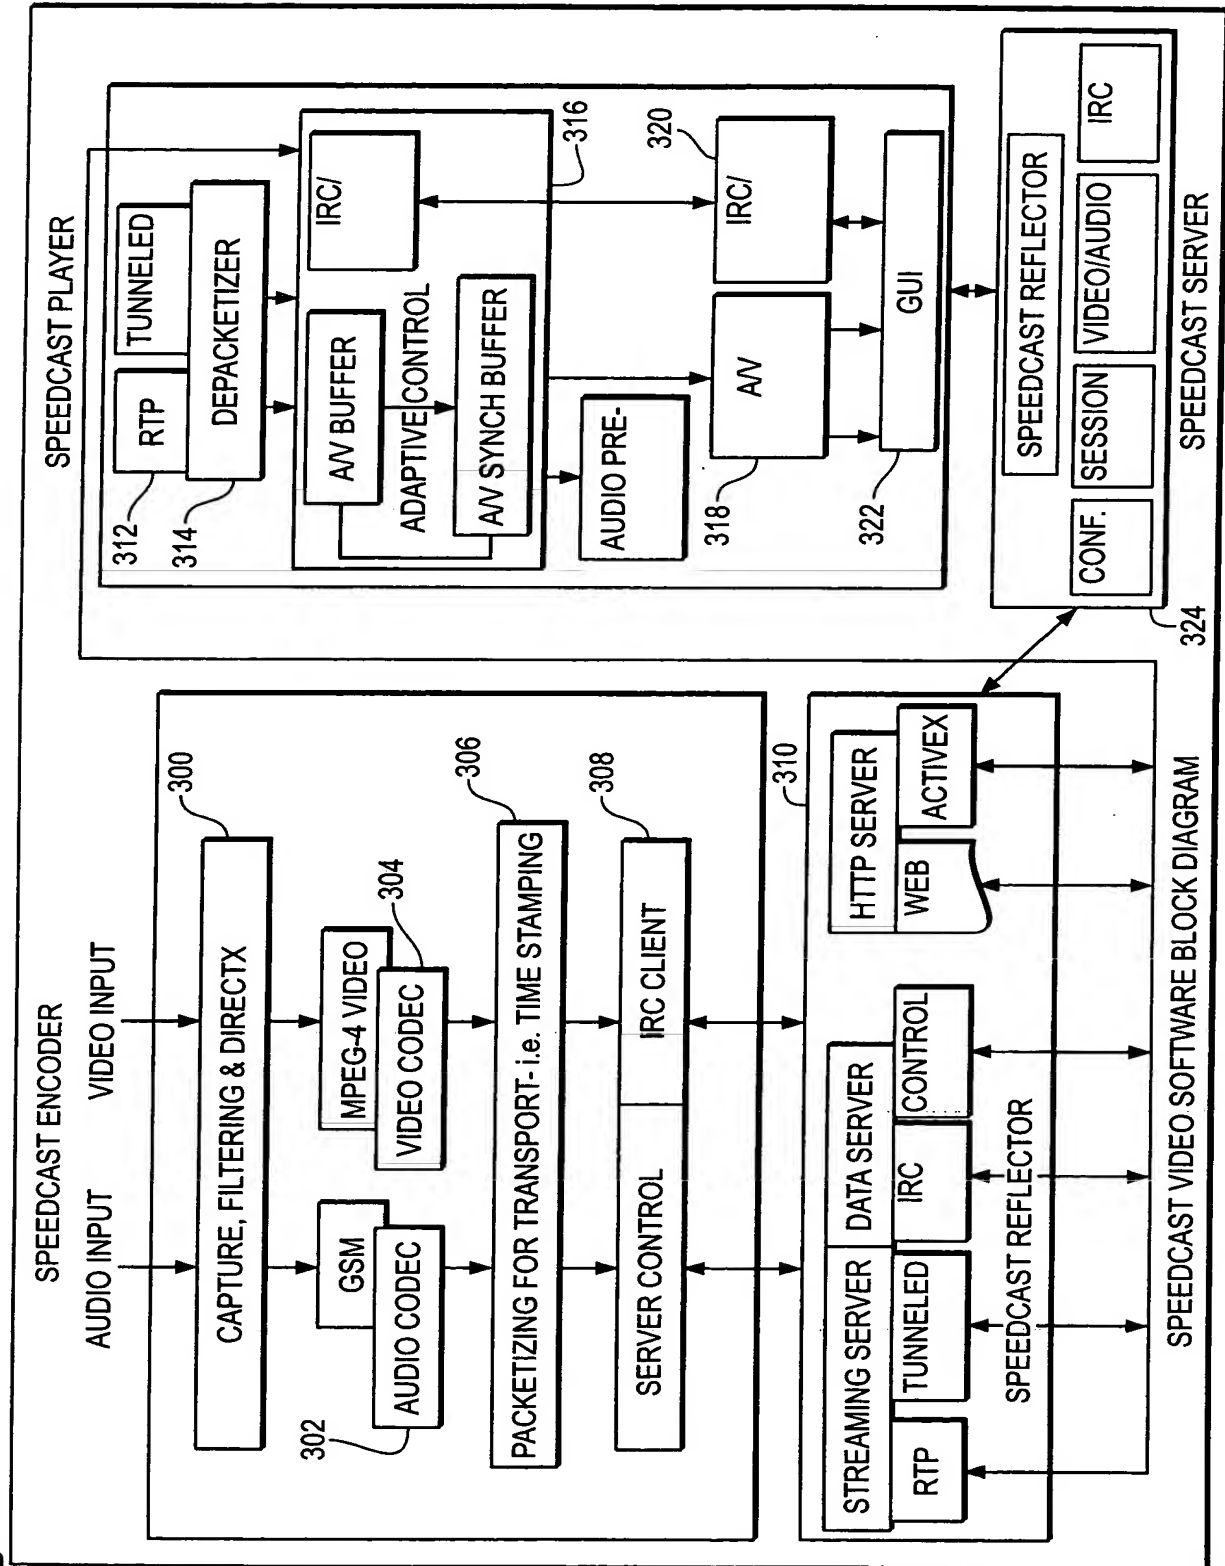 SPEEDCAST ENCODER
AUDIO INPUT
VIDEO INPUT
300
CAPTURE, FILTERING & DIRECTX
GSM
AUDIO CODEC
302
MPEG-4 VIDEO
VIDEO CODEC
304
306
PACKETIZING FOR TRANSPORT- i.e. TIME STAMPING
308
SERVER CONTROL
IRC CLIENT
310
STREAMING SERVER
DATA SERVER
HTTP SERVER
RTP
TUNNELED
IRC
CONTROL
WEB
ACTIVEX
SPEEDCAST REFLECTOR
SPEEDCAST PLAYER
312
RTP
TUNNELED
314
DEPACKETIZER
A/V BUFFER
IRC/
ADAPTIVE CONTROL
A/V SYNCH BUFFER
316
AUDIO PRE-
318
A/V
320
IRC/
322
GUI
SPEEDCAST REFLECTOR
CONF.
SESSION
VIDEO/AUDIO
IRC
324
SPEEDCAST SERVER
SPEEDCAST VIDEO SOFTWARE BLOCK DIAGRAM